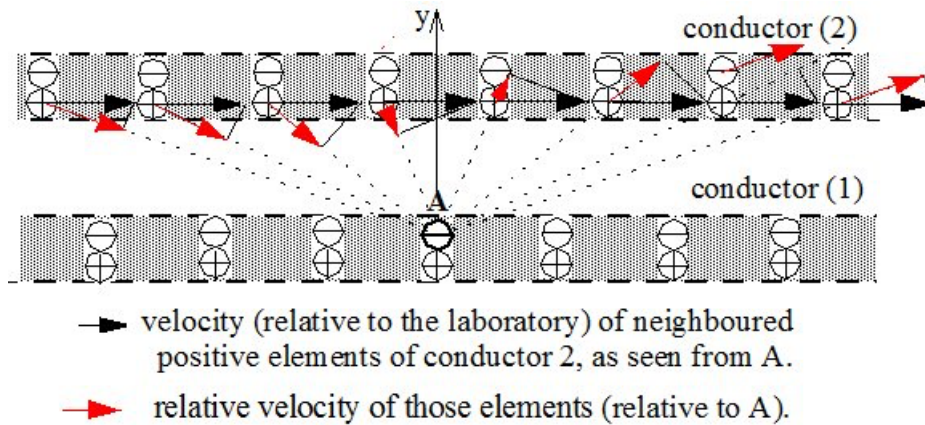 y
conductor (2)
A
conductor (1)
velocity (relative to the laboratory) of neighboured
positive elements of conductor 2, as seen from A.
relative velocity of those elements (relative to A).